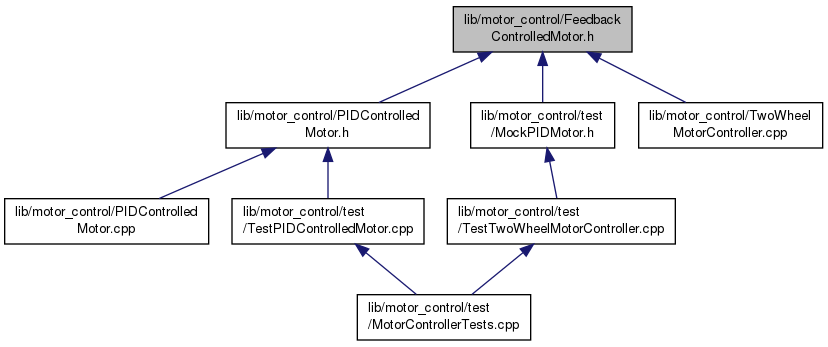 lib/motor_control/Feedback
ControlledMotor.h
lib/motor_control/PIDControlled
Motor.h
lib/motor_control/test
/MockPIDMotor.h
lib/motor_control/TwoWheel
MotorController.cpp
lib/motor_control/PIDControlled
Motor.cpp
lib/motor_control/test
/TestPIDControlledMotor.cpp
lib/motor_control/test
/TestTwoWheelMotorController.cpp
lib/motor_control/test
/MotorControllerTests.cpp